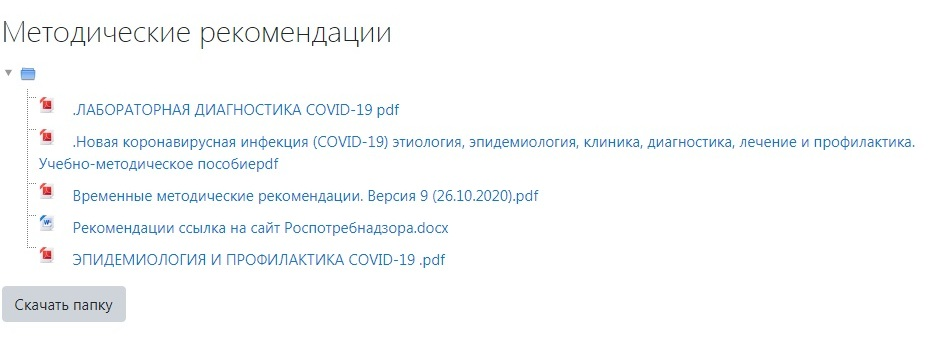 Методические рекомендации
.ЛАБОРАТОРНАЯ ДИАГНОСТИКА COVID-19 pdf
.Новая коронавирусная инфекция (COVID-19) этиология, эпидемиология, клиника, диагностика, лечение и профилактика.
Учебно-методическое пособиеpdf
Временные методические рекомендации. Версия 9 (26.10.2020).pdf
Рекомендации ссылка на сайт Роспотребнадзора.docx
ЭПИДЕМИОЛОГИЯ И ПРОФИЛАКТИКА COVID-19 .pdf
Скачать папку